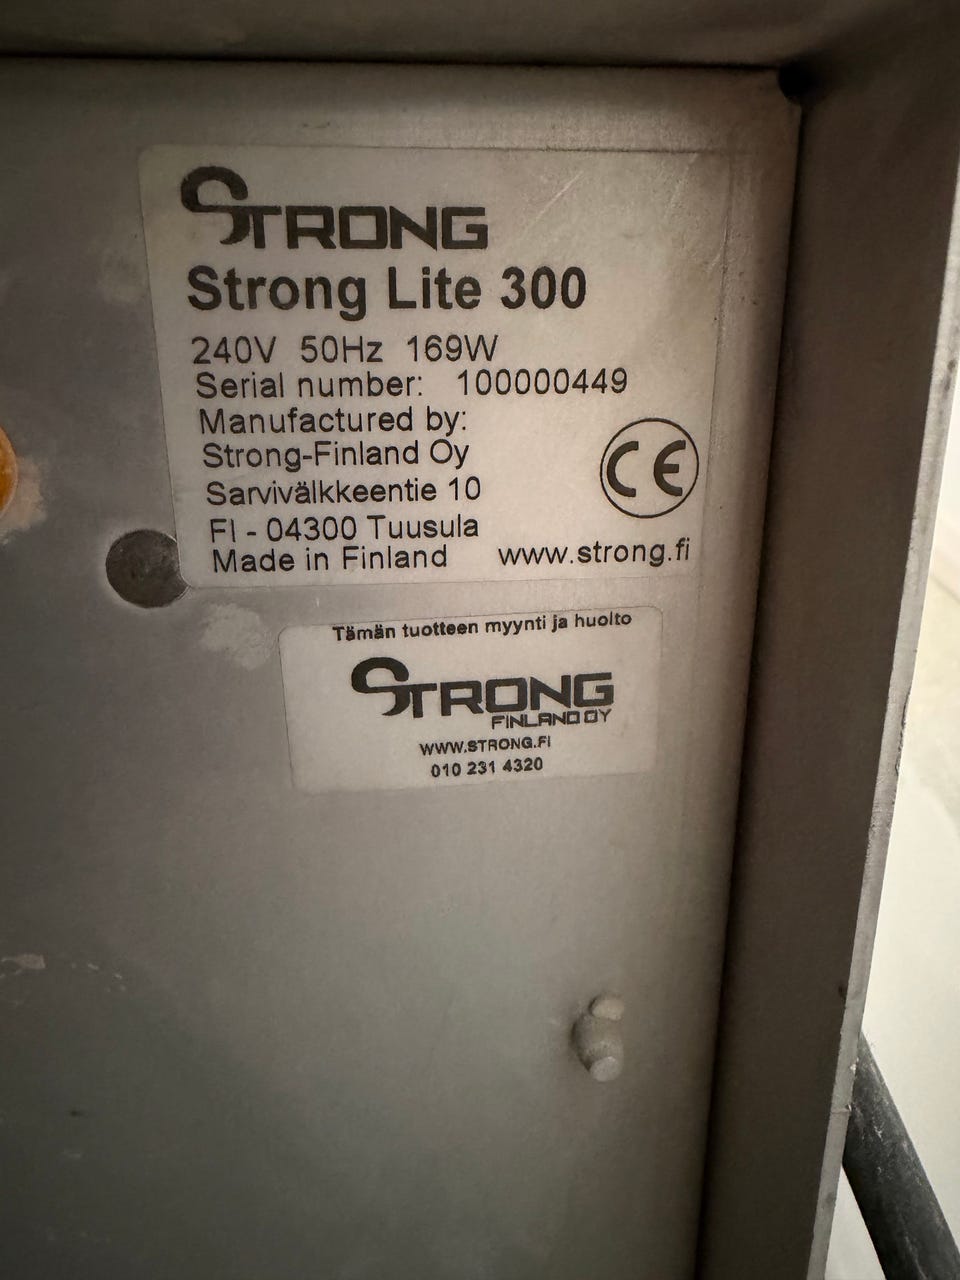 STRONG
Strong Lite 300
240V 50Hz 169W
Serial number: 100000449
Manufactured by:
Strong-Finland Oy
Sarvivälkkeentie 10
FI - 04300 Tuusula
Made in Finland www.strong.fi
CE
Tämän tuotteen myynti ja huolto
STRONG
FINLAND OY
WWW.STRONG.FI
010 231 4320